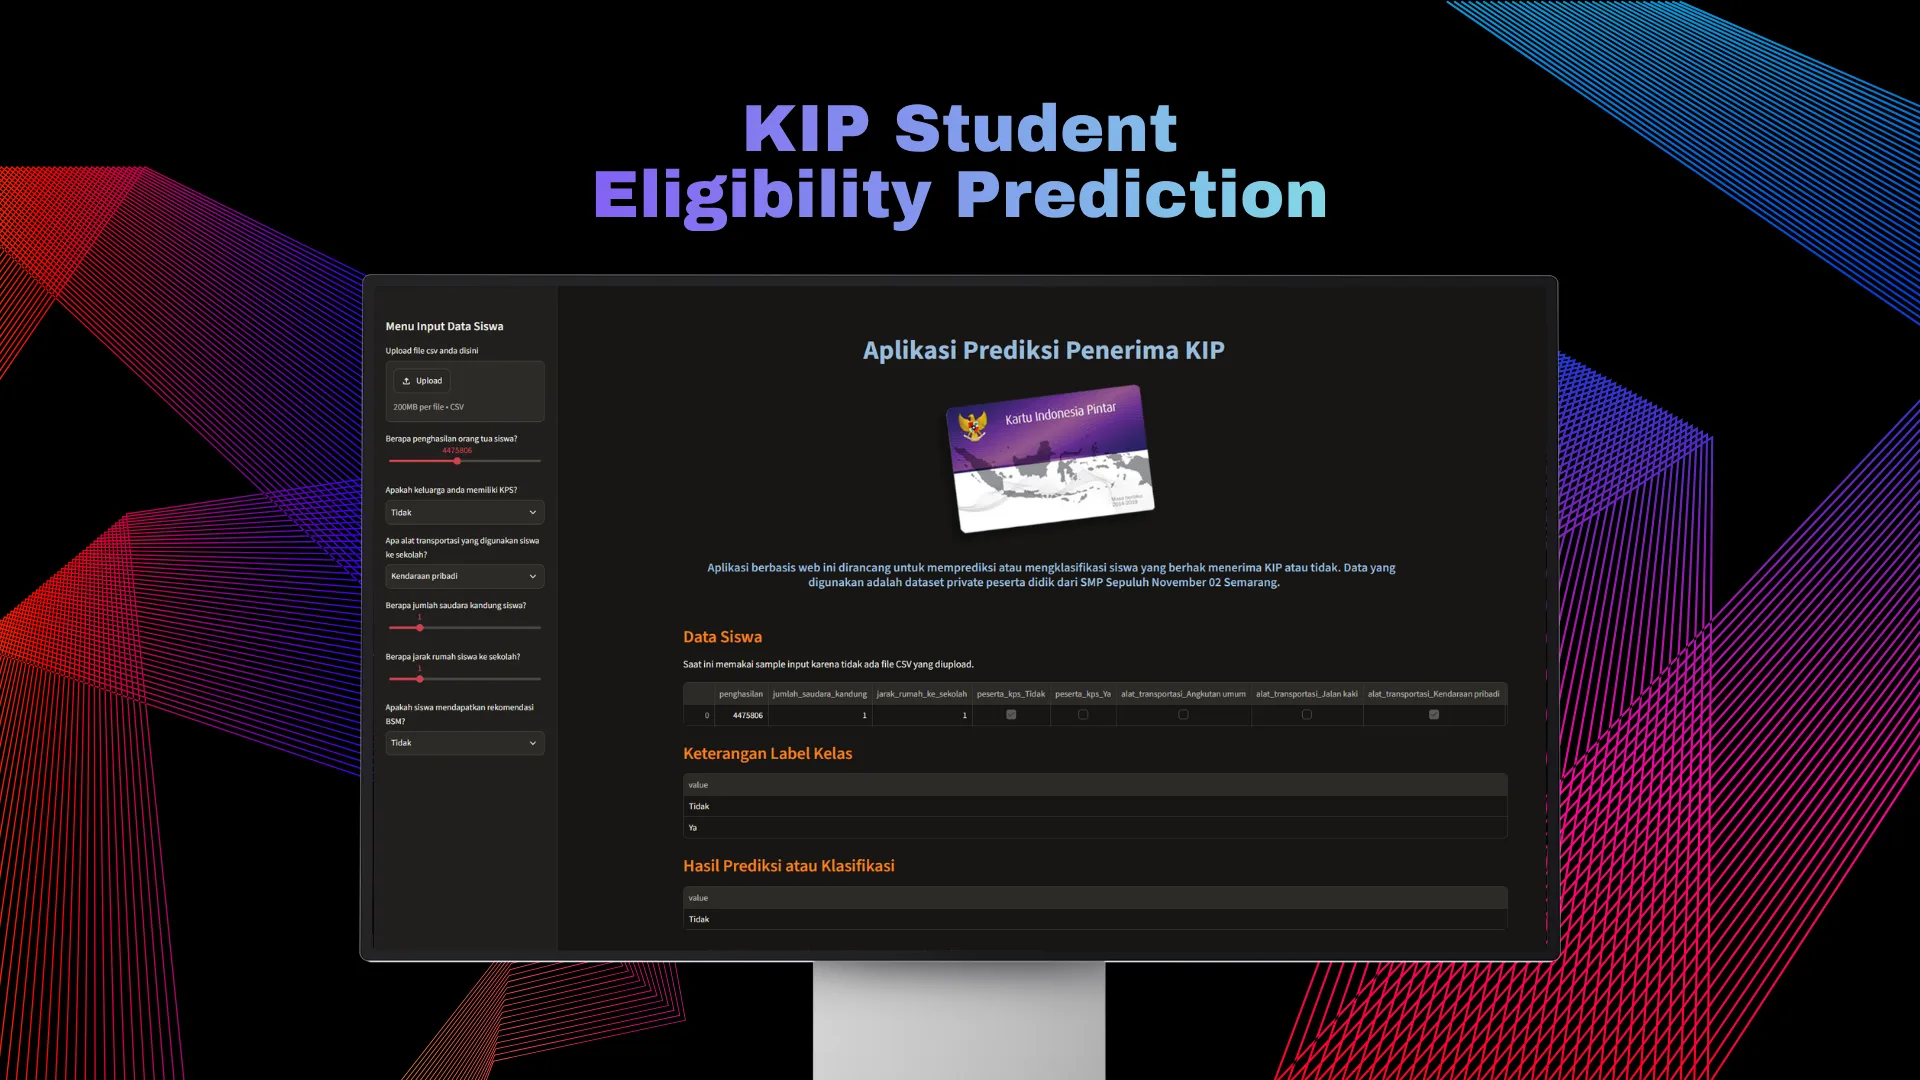 KIP Student
Eligibility Prediction
Menu Input Data Siswa
Upload file csv anda disini
Upload
200MB per file • CSV
Berapa penghasilan orang tua siswa?
4475806
Apakah keluarga anda memiliki KPS?
Tidak
Apa alat transportasi yang digunakan siswa
ke sekolah?
Kendaraan pribadi
Berapa jumlah saudara kandung siswa?
1
Berapa jarak rumah siswa ke sekolah?
1
Apakah siswa mendapatkan rekomendasi
BSM?
Tidak
Aplikasi Prediksi Penerima KIP
Kartu Indonesia Pintar
Aplikasi berbasis web ini dirancang untuk memprediksi atau mengklasifikasi siswa yang berhak menerima KIP atau tidak. Data yang
digunakan adalah dataset private peserta didik dari SMP Sepuluh November 02 Semarang.
Data Siswa
Saat ini memakai sample input karena tidak ada file CSV yang diupload.
penghasilan jumlah_saudara_kandung jarak_rumah_ke_sekolah peserta_kps_Tidak peserta_kps_Ya alat_transportasi_Angkutan umum alat_transportasi_Jalan kaki alat_transportasi_Kendaraan pribadi
0 4475806 1 1
Keterangan Label Kelas
value
Tidak
Ya
Hasil Prediksi atau Klasifikasi
value
Tidak